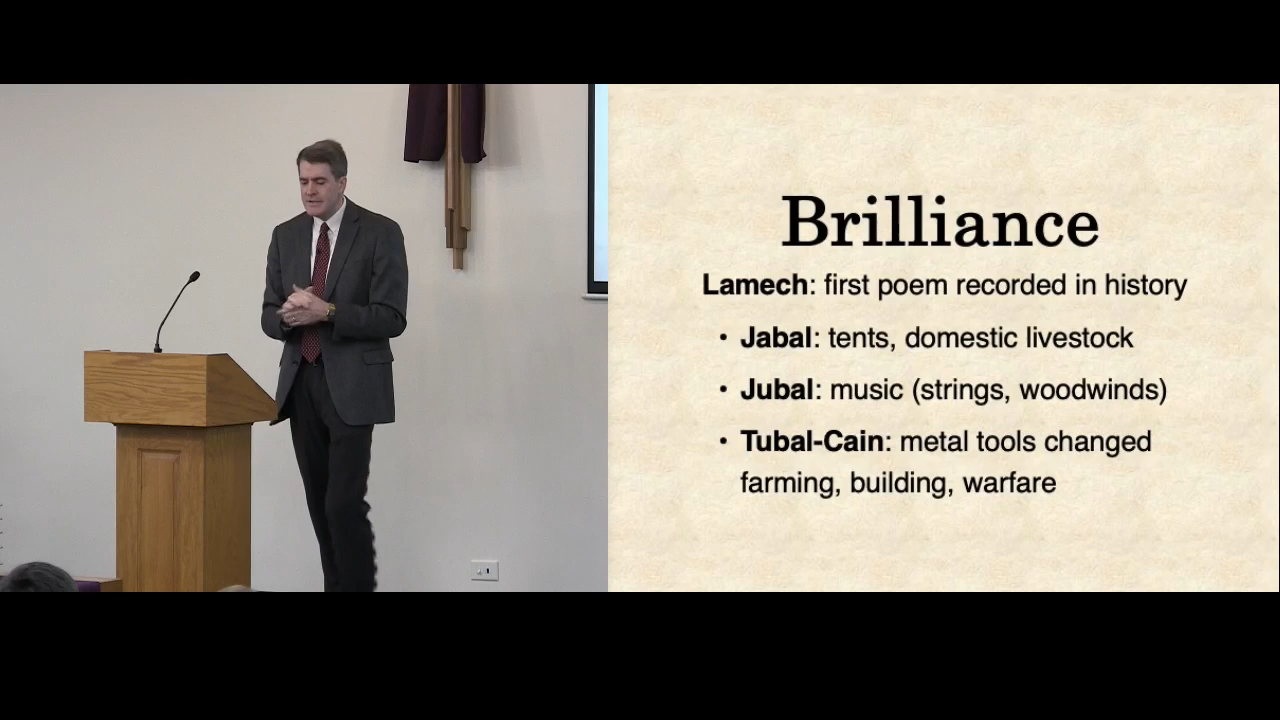 Brilliance
Lamech: first poem recorded in history
• Jabal: tents, domestic livestock
• Jubal: music (strings, woodwinds)
• Tubal-Cain: metal tools changed
farming, building, warfare